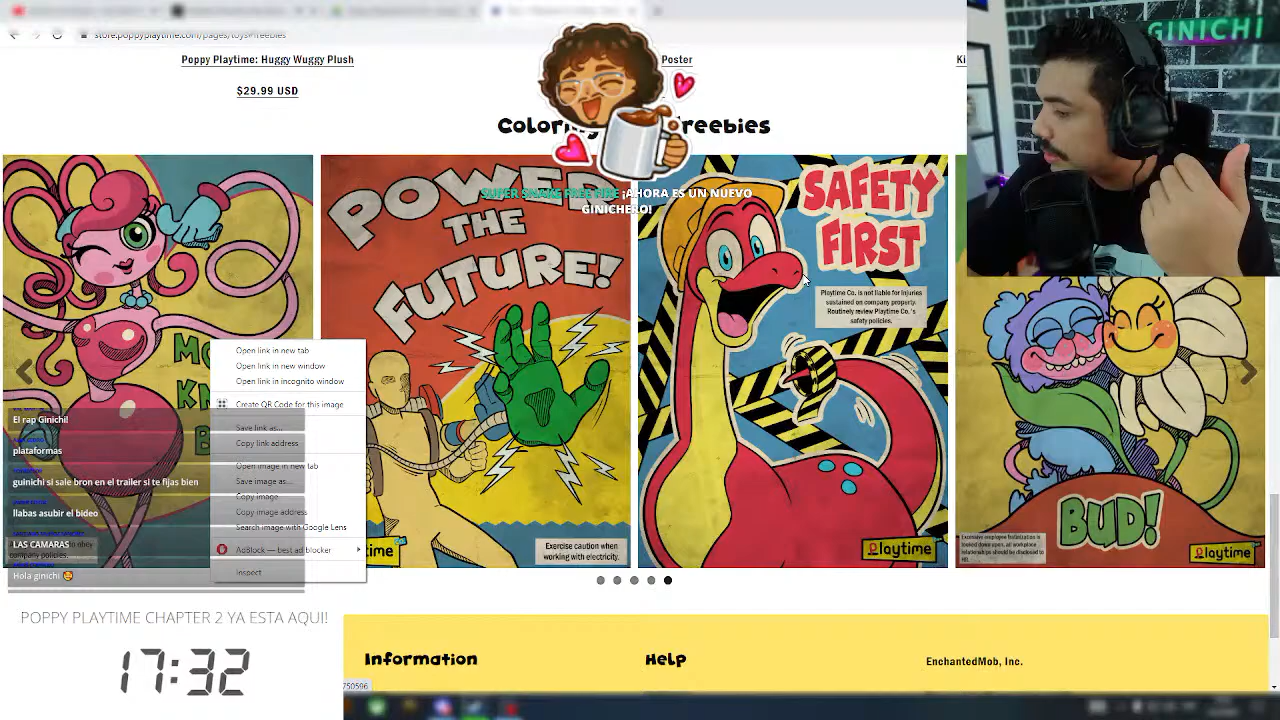 store.poppyplaytime.com/pages/toys#freebies
GINICHI
Poppy Playtime: Huggy Wuggy Plush
Poster
$29.99 USD
SUPER SNAKE FREE FIRE ¡AHORA ES UN NUEVO
GINICHERO!
POWER
THE
FUTURE!
SAFETY
FIRST
Playtime Co. is not liable for injuries
sustained on company property.
Routinely review Playtime Co.'s
safety policies.
Open link in new tab
Open link in new window
Open link in incognito window
Create QR Code for this image
Save link as...
Copy link address
Open image in new tab
Save image as...
Copy image
Copy image address
Search image with Google Lens
AdBlock — best ad blocker
Inspect
El rap Ginichi!
plataformas
guinichi si sale bron en el trailer si te fijas bien
llabas asubir el bideo
LAS CAMARAS
Hola ginichi
company policies.
Exercise caution when
working with electricity.
Playtime
BUD!
Playtime
POPPY PLAYTIME CHAPTER 2 YA ESTA AQUI!
17:32
750596
Information
Help
EnchantedMob, Inc.